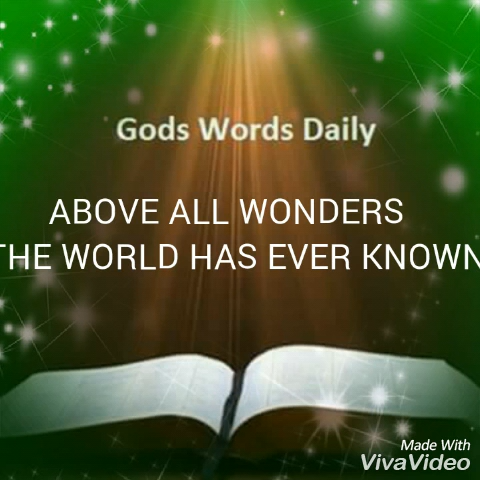 Gods Words Daily
ABOVE ALL WONDERS
THE WORLD HAS EVER KNOWN
Made With
VivaVideo